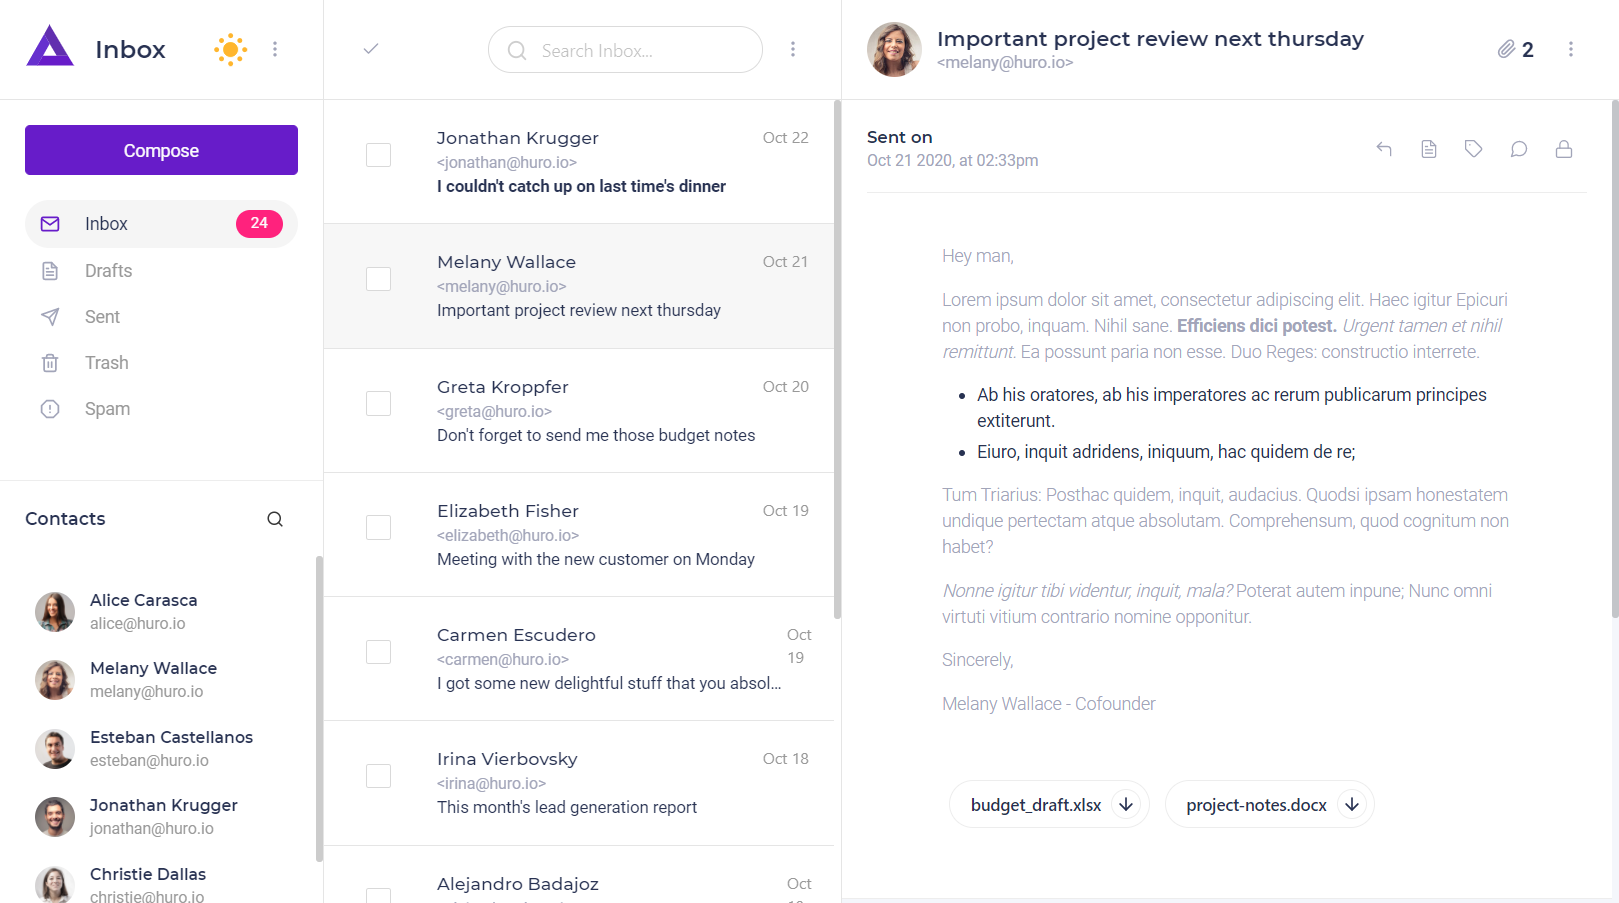 Inbox
Compose
Inbox
24
Drafts
Sent
Trash
Spam
Contacts
Alice Carasca
alice@huro.io
Melany Wallace
melany@huro.io
Esteban Castellanos
esteban@huro.io
Jonathan Krugger
jonathan@huro.io
Christie Dallas
christie@huro.io
Search Inbox...
Jonathan Krugger
Oct 22
<jonathan@huro.io>
I couldn't catch up on last time's dinner
Melany Wallace
Oct 21
<melany@huro.io>
Important project review next thursday
Greta Kroppfer
Oct 20
<greta@huro.io>
Don't forget to send me those budget notes
Elizabeth Fisher
Oct 19
<elizabeth@huro.io>
Meeting with the new customer on Monday
Carmen Escudero
Oct
19
<carmen@huro.io>
I got some new delightful stuff that you absol...
Irina Vierbovsky
Oct 18
<irina@huro.io>
This month's lead generation report
Alejandro Badajoz
Oct
Important project review next thursday
<melany@huro.io>
2
Sent on
Oct 21 2020, at 02:33pm
Hey man,
Lorem ipsum dolor sit amet, consectetur adipiscing elit. Haec igitur Epicuri
non probo, inquam. Nihil sane. Efficiens dici potest. Urgent tamen et nihil
remittunt. Ea possunt paria non esse. Duo Reges: constructio interrete.
• Ab his oratores, ab his imperatores ac rerum publicarum principes
extiterunt.
• Eiuro, inquit adridens, iniquum, hac quidem de re;
Tum Triarius: Posthac quidem, inquit, audacius. Quodsi ipsam honestatem
undique pertectam atque absolutam. Comprehensum, quod cognitum non
habet?
Nonne igitur tibi videntur, inquit, mala? Poterat autem inpune; Nunc omni
virtuti vitium contrario nomine opponitur.
Sincerely,
Melany Wallace - Cofounder
budget_draft.xlsx
project-notes.docx